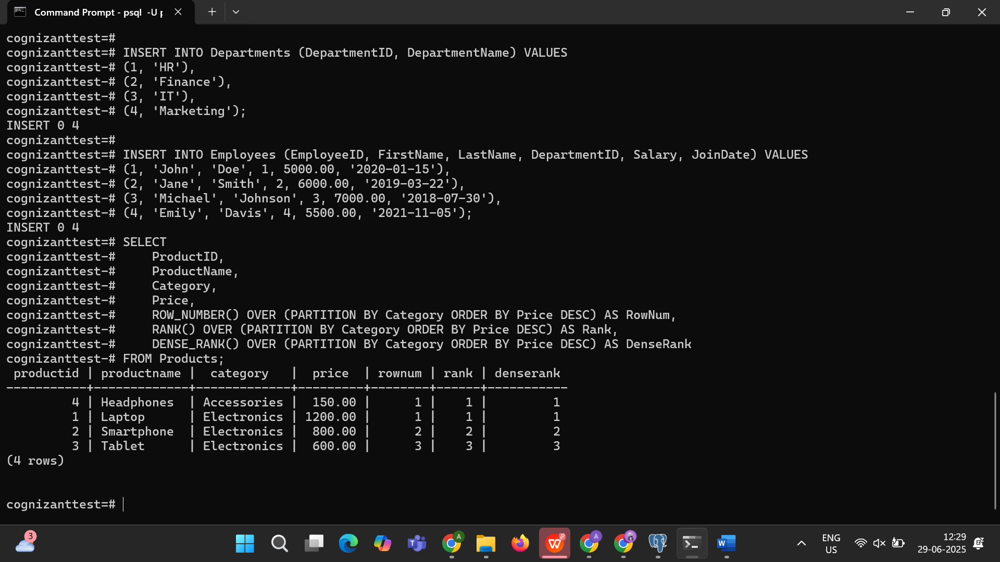 Command Prompt - psql  -U p
cognizanttest=#
cognizanttest=# INSERT INTO Departments (DepartmentID, DepartmentName) VALUES
cognizanttest-# (1, 'HR'),
cognizanttest-# (2, 'Finance'),
cognizanttest-# (3, 'IT'),
cognizanttest-# (4, 'Marketing');
INSERT 0 4
cognizanttest=#
cognizanttest=# INSERT INTO Employees (EmployeeID, FirstName, LastName, DepartmentID, Salary, JoinDate) VALUES
cognizanttest-# (1, 'John', 'Doe', 1, 5000.00, '2020-01-15'),
cognizanttest-# (2, 'Jane', 'Smith', 2, 6000.00, '2019-03-22'),
cognizanttest-# (3, 'Michael', 'Johnson', 3, 7000.00, '2018-07-30'),
cognizanttest-# (4, 'Emily', 'Davis', 4, 5500.00, '2021-11-05');
INSERT 0 4
cognizanttest=# SELECT
cognizanttest-#     ProductID,
cognizanttest-#     ProductName,
cognizanttest-#     Category,
cognizanttest-#     Price,
cognizanttest-#     ROW_NUMBER() OVER (PARTITION BY Category ORDER BY Price DESC) AS RowNum,
cognizanttest-#     RANK() OVER (PARTITION BY Category ORDER BY Price DESC) AS Rank,
cognizanttest-#     DENSE_RANK() OVER (PARTITION BY Category ORDER BY Price DESC) AS DenseRank
cognizanttest-# FROM Products;
 productid | productname |  category   |  price  | rownum | rank | denserank
-----------+-------------+-------------+---------+--------+------+-----------
         4 | Headphones  | Accessories |  150.00 |      1 |    1 |         1
         1 | Laptop      | Electronics | 1200.00 |      1 |    1 |         1
         2 | Smartphone  | Electronics |  800.00 |      2 |    2 |         2
         3 | Tablet      | Electronics |  600.00 |      3 |    3 |         3
(4 rows)
cognizanttest=#
3
ENG
US
12:29
29-06-2025